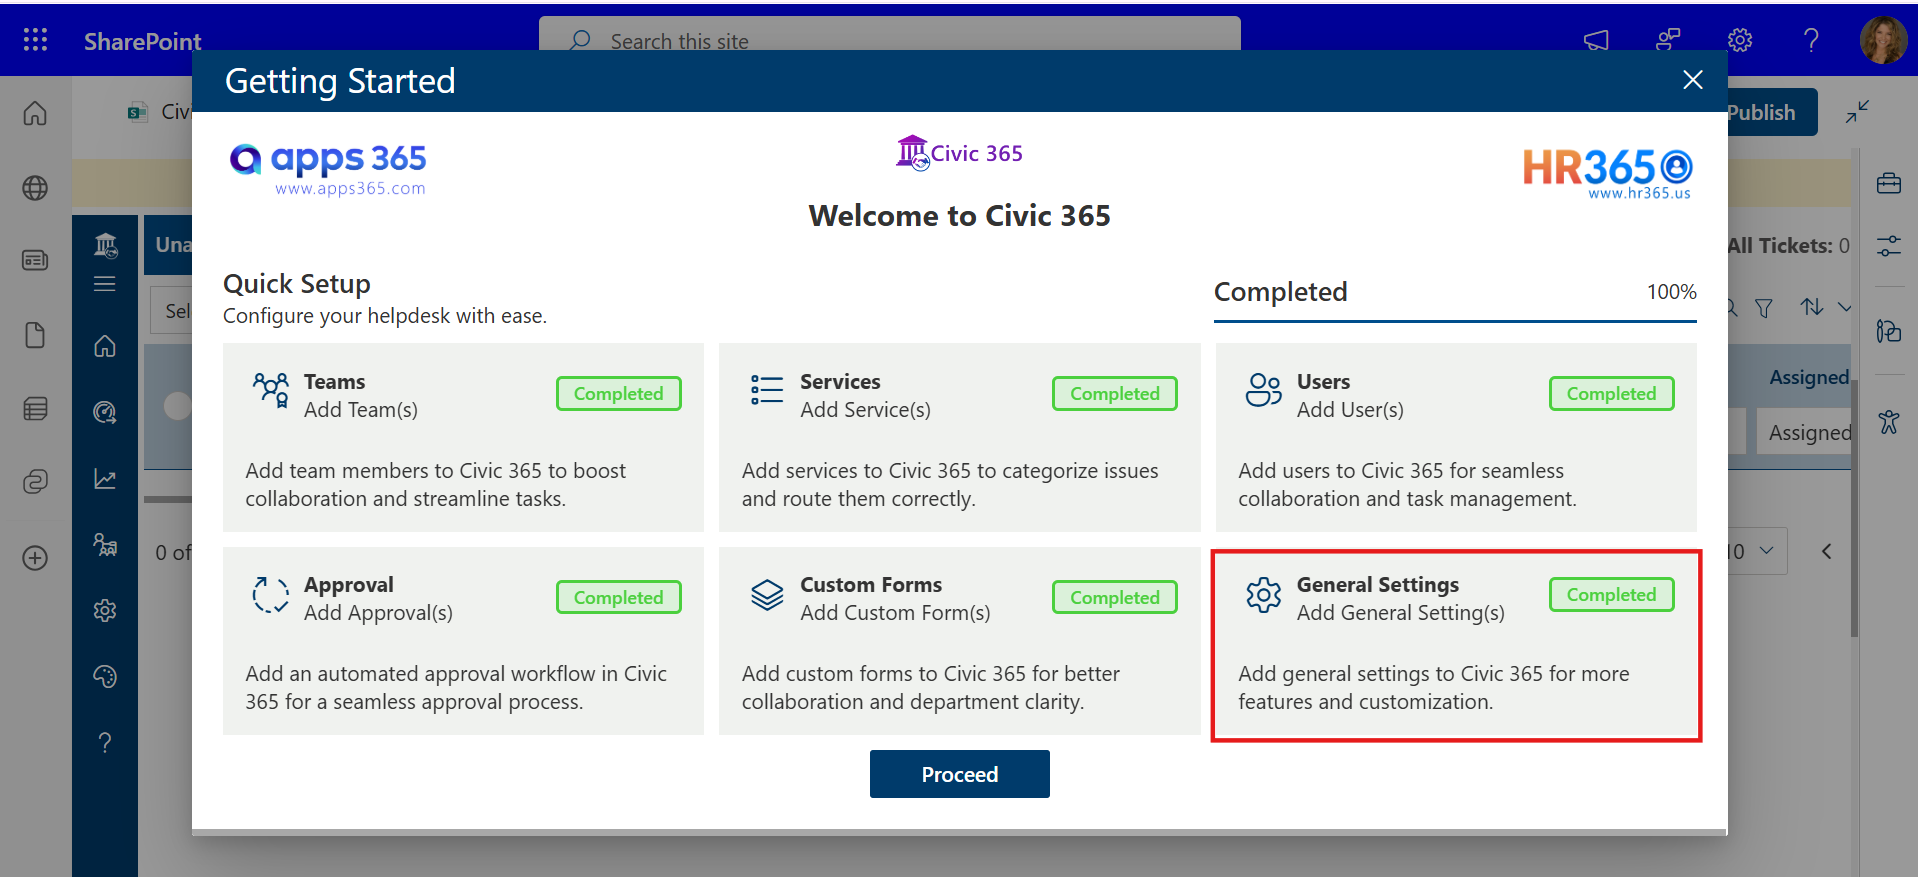 SharePoint
Search this site
Getting Started
Civi
Publish
apps 365
www.apps365.com
Civic 365
HR365
www.hr365.us
Welcome to Civic 365
Una
All Tickets: 0
Quick Setup
Configure your helpdesk with ease.
Completed
100%
Sel
Teams
Add Team(s)
Completed
Add team members to Civic 365 to boost
collaboration and streamline tasks.
Services
Add Service(s)
Completed
Add services to Civic 365 to categorize issues
and route them correctly.
Users
Add User(s)
Completed
Add users to Civic 365 for seamless
collaboration and task management.
Assigned
Assigned
0 of
Approval
Add Approval(s)
Completed
Add an automated approval workflow in Civic
365 for a seamless approval process.
Custom Forms
Add Custom Form(s)
Completed
Add custom forms to Civic 365 for better
collaboration and department clarity.
General Settings
Add General Setting(s)
Completed
Add general settings to Civic 365 for more
features and customization.
10
Proceed